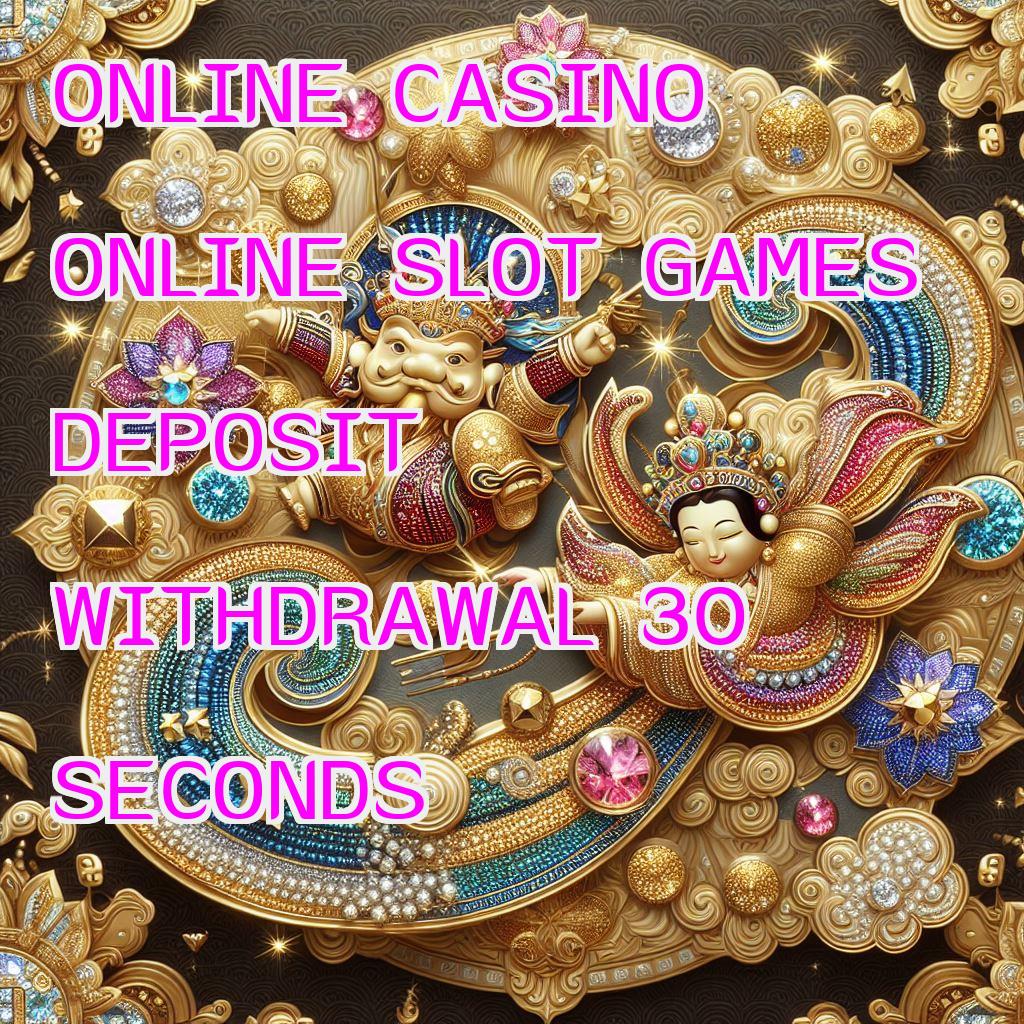 ONLINE CASINO
ONLINE SLOT GAMES
DEPOSIT
WITHDRAWAL 30
SECONDS